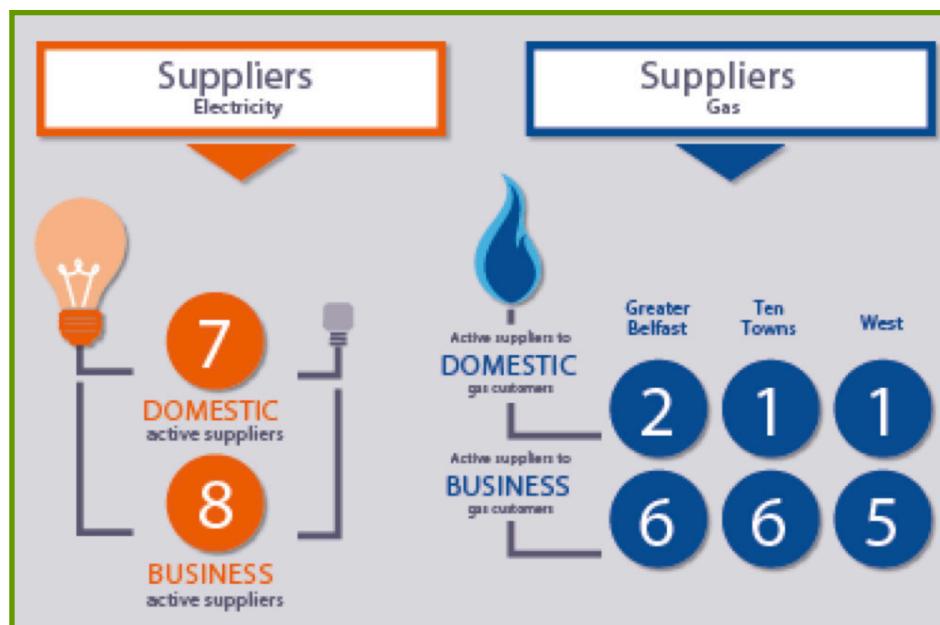 Suppliers
Electricity
7
DOMESTIC
active suppliers
8
BUSINESS
active suppliers
Suppliers
Gas
Greater
Belfast
Ten
Towns
West
Active suppliers to
DOMESTIC
gas customers
2 1 1
Active suppliers to
BUSINESS
gas customers
6 6 5